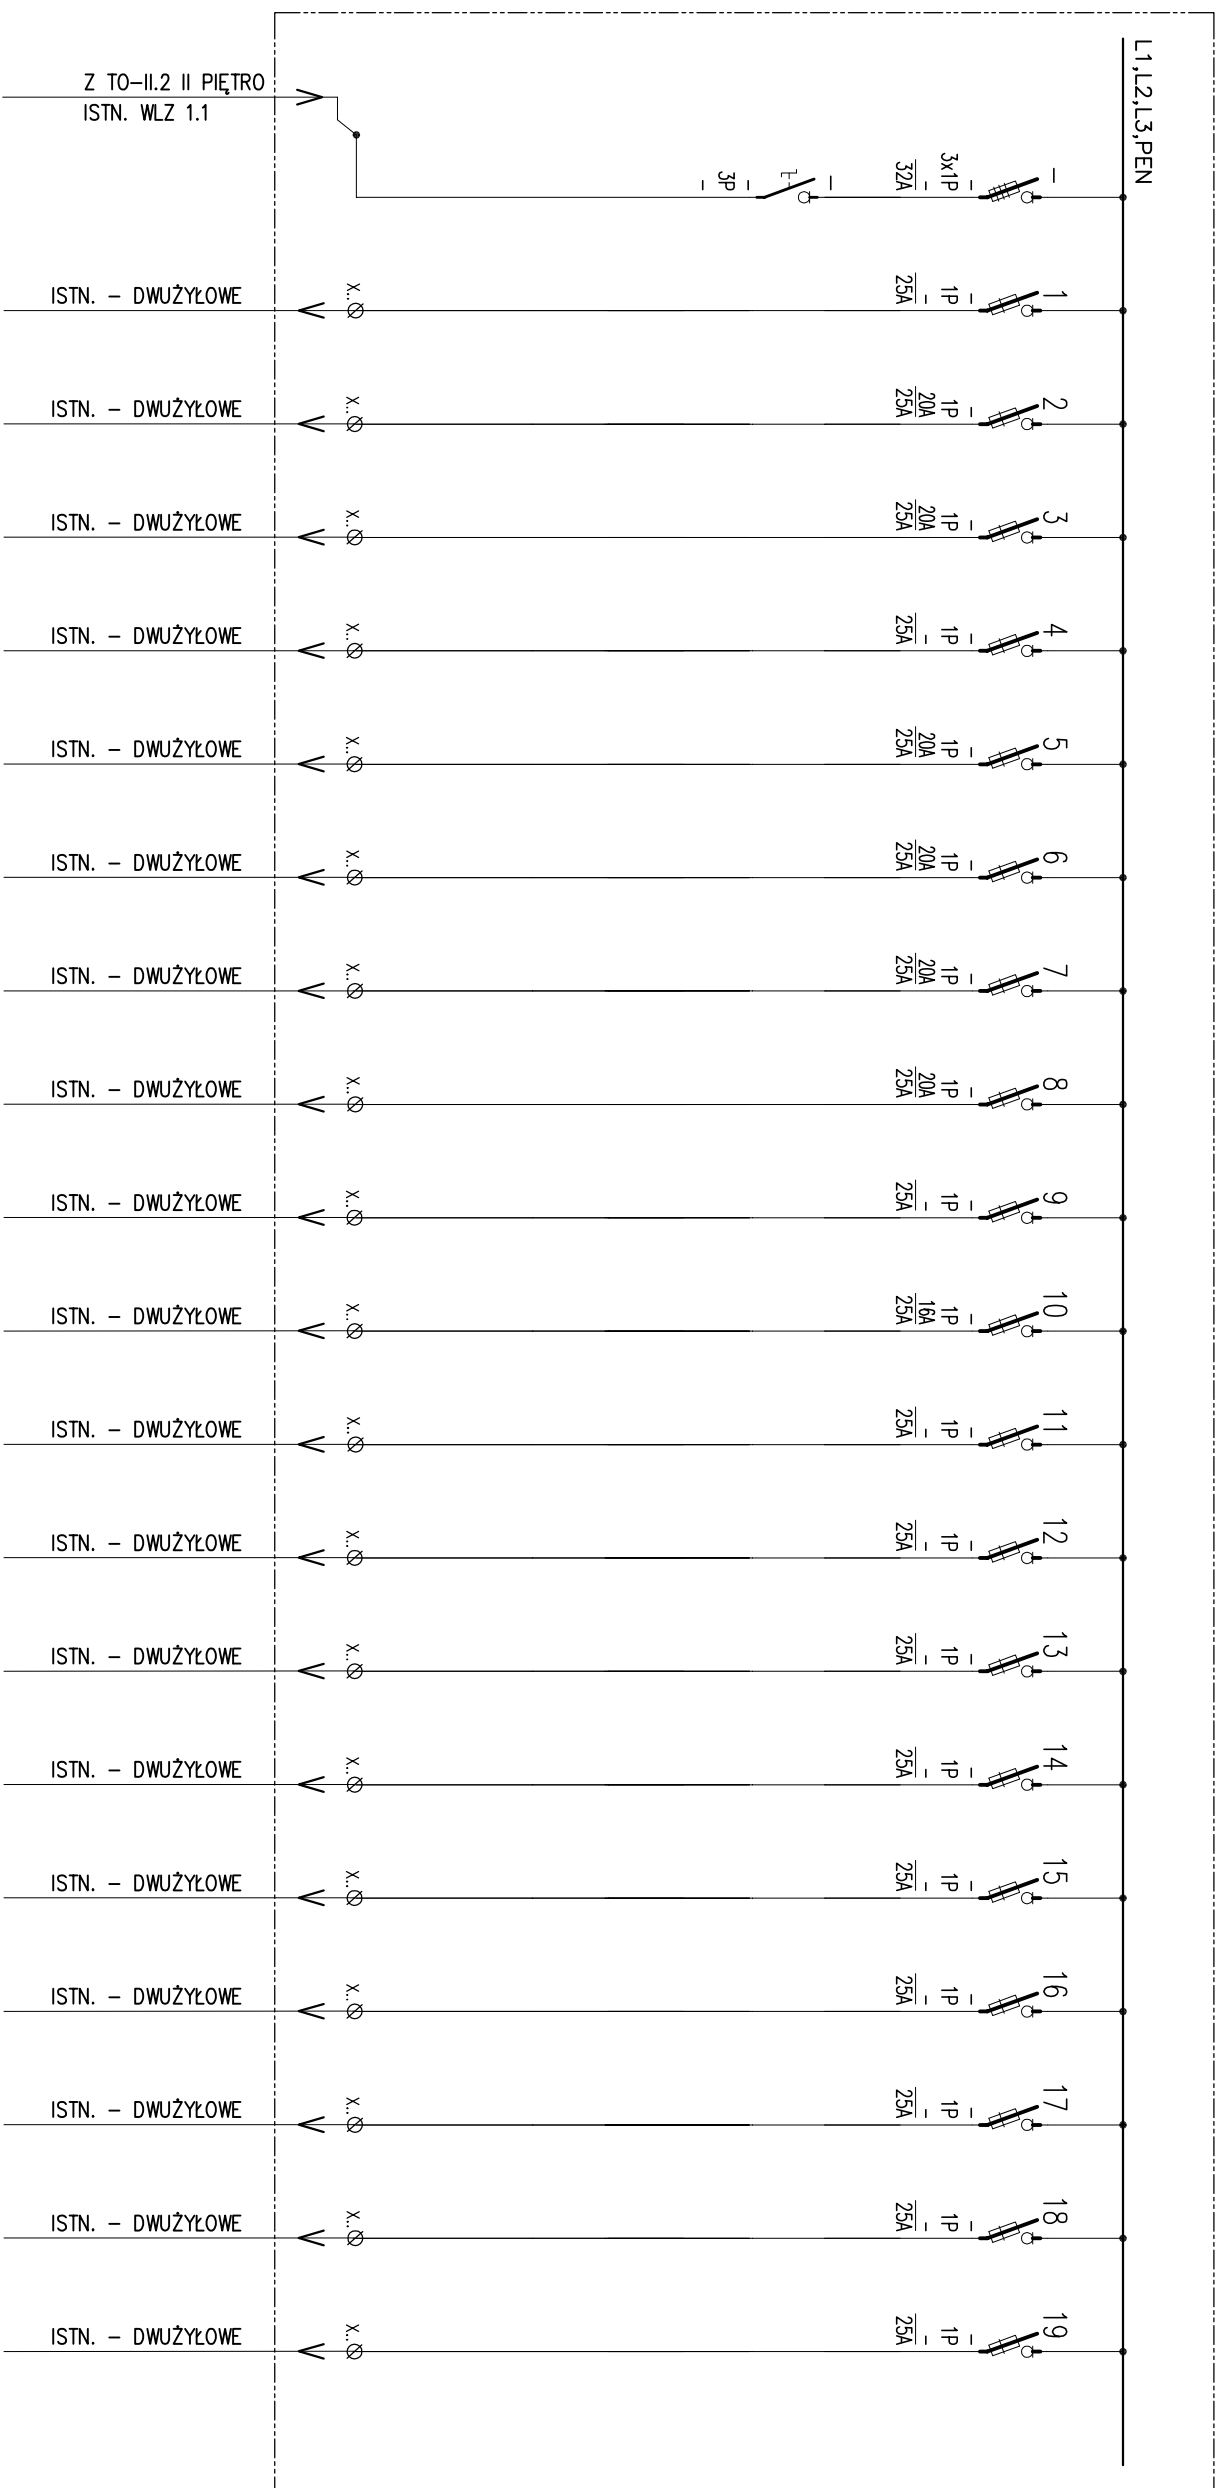 L1,L2,L3,PEN
Z TO-II.2 II PIĘTRO
ISTN. WLZ 1.1
-
3P
-
-
-
3x1P
-
32A
-
ISTN. - DWUŻYŁOWE
X...
25A
-
1P
-
1
ISTN. - DWUŻYŁOWE
X...
20A
25A
1P
-
2
ISTN. - DWUŻYŁOWE
X...
20A
25A
1P
-
3
ISTN. - DWUŻYŁOWE
X...
25A
-
1P
-
4
ISTN. - DWUŻYŁOWE
X...
20A
25A
1P
-
5
ISTN. - DWUŻYŁOWE
X...
20A
25A
1P
-
6
ISTN. - DWUŻYŁOWE
X...
20A
25A
1P
-
7
ISTN. - DWUŻYŁOWE
X...
20A
25A
1P
-
8
ISTN. - DWUŻYŁOWE
X...
25A
-
1P
-
9
ISTN. - DWUŻYŁOWE
X...
16A
25A
1P
-
10
ISTN. - DWUŻYŁOWE
X...
25A
-
1P
-
11
ISTN. - DWUŻYŁOWE
X...
25A
-
1P
-
12
ISTN. - DWUŻYŁOWE
X...
25A
-
1P
-
13
ISTN. - DWUŻYŁOWE
X...
25A
-
1P
-
14
ISTN. - DWUŻYŁOWE
X...
25A
-
1P
-
15
ISTN. - DWUŻYŁOWE
X...
25A
-
1P
-
16
ISTN. - DWUŻYŁOWE
X...
25A
-
1P
-
17
ISTN. - DWUŻYŁOWE
X...
25A
-
1P
-
18
ISTN. - DWUŻYŁOWE
X...
25A
-
1P
-
19